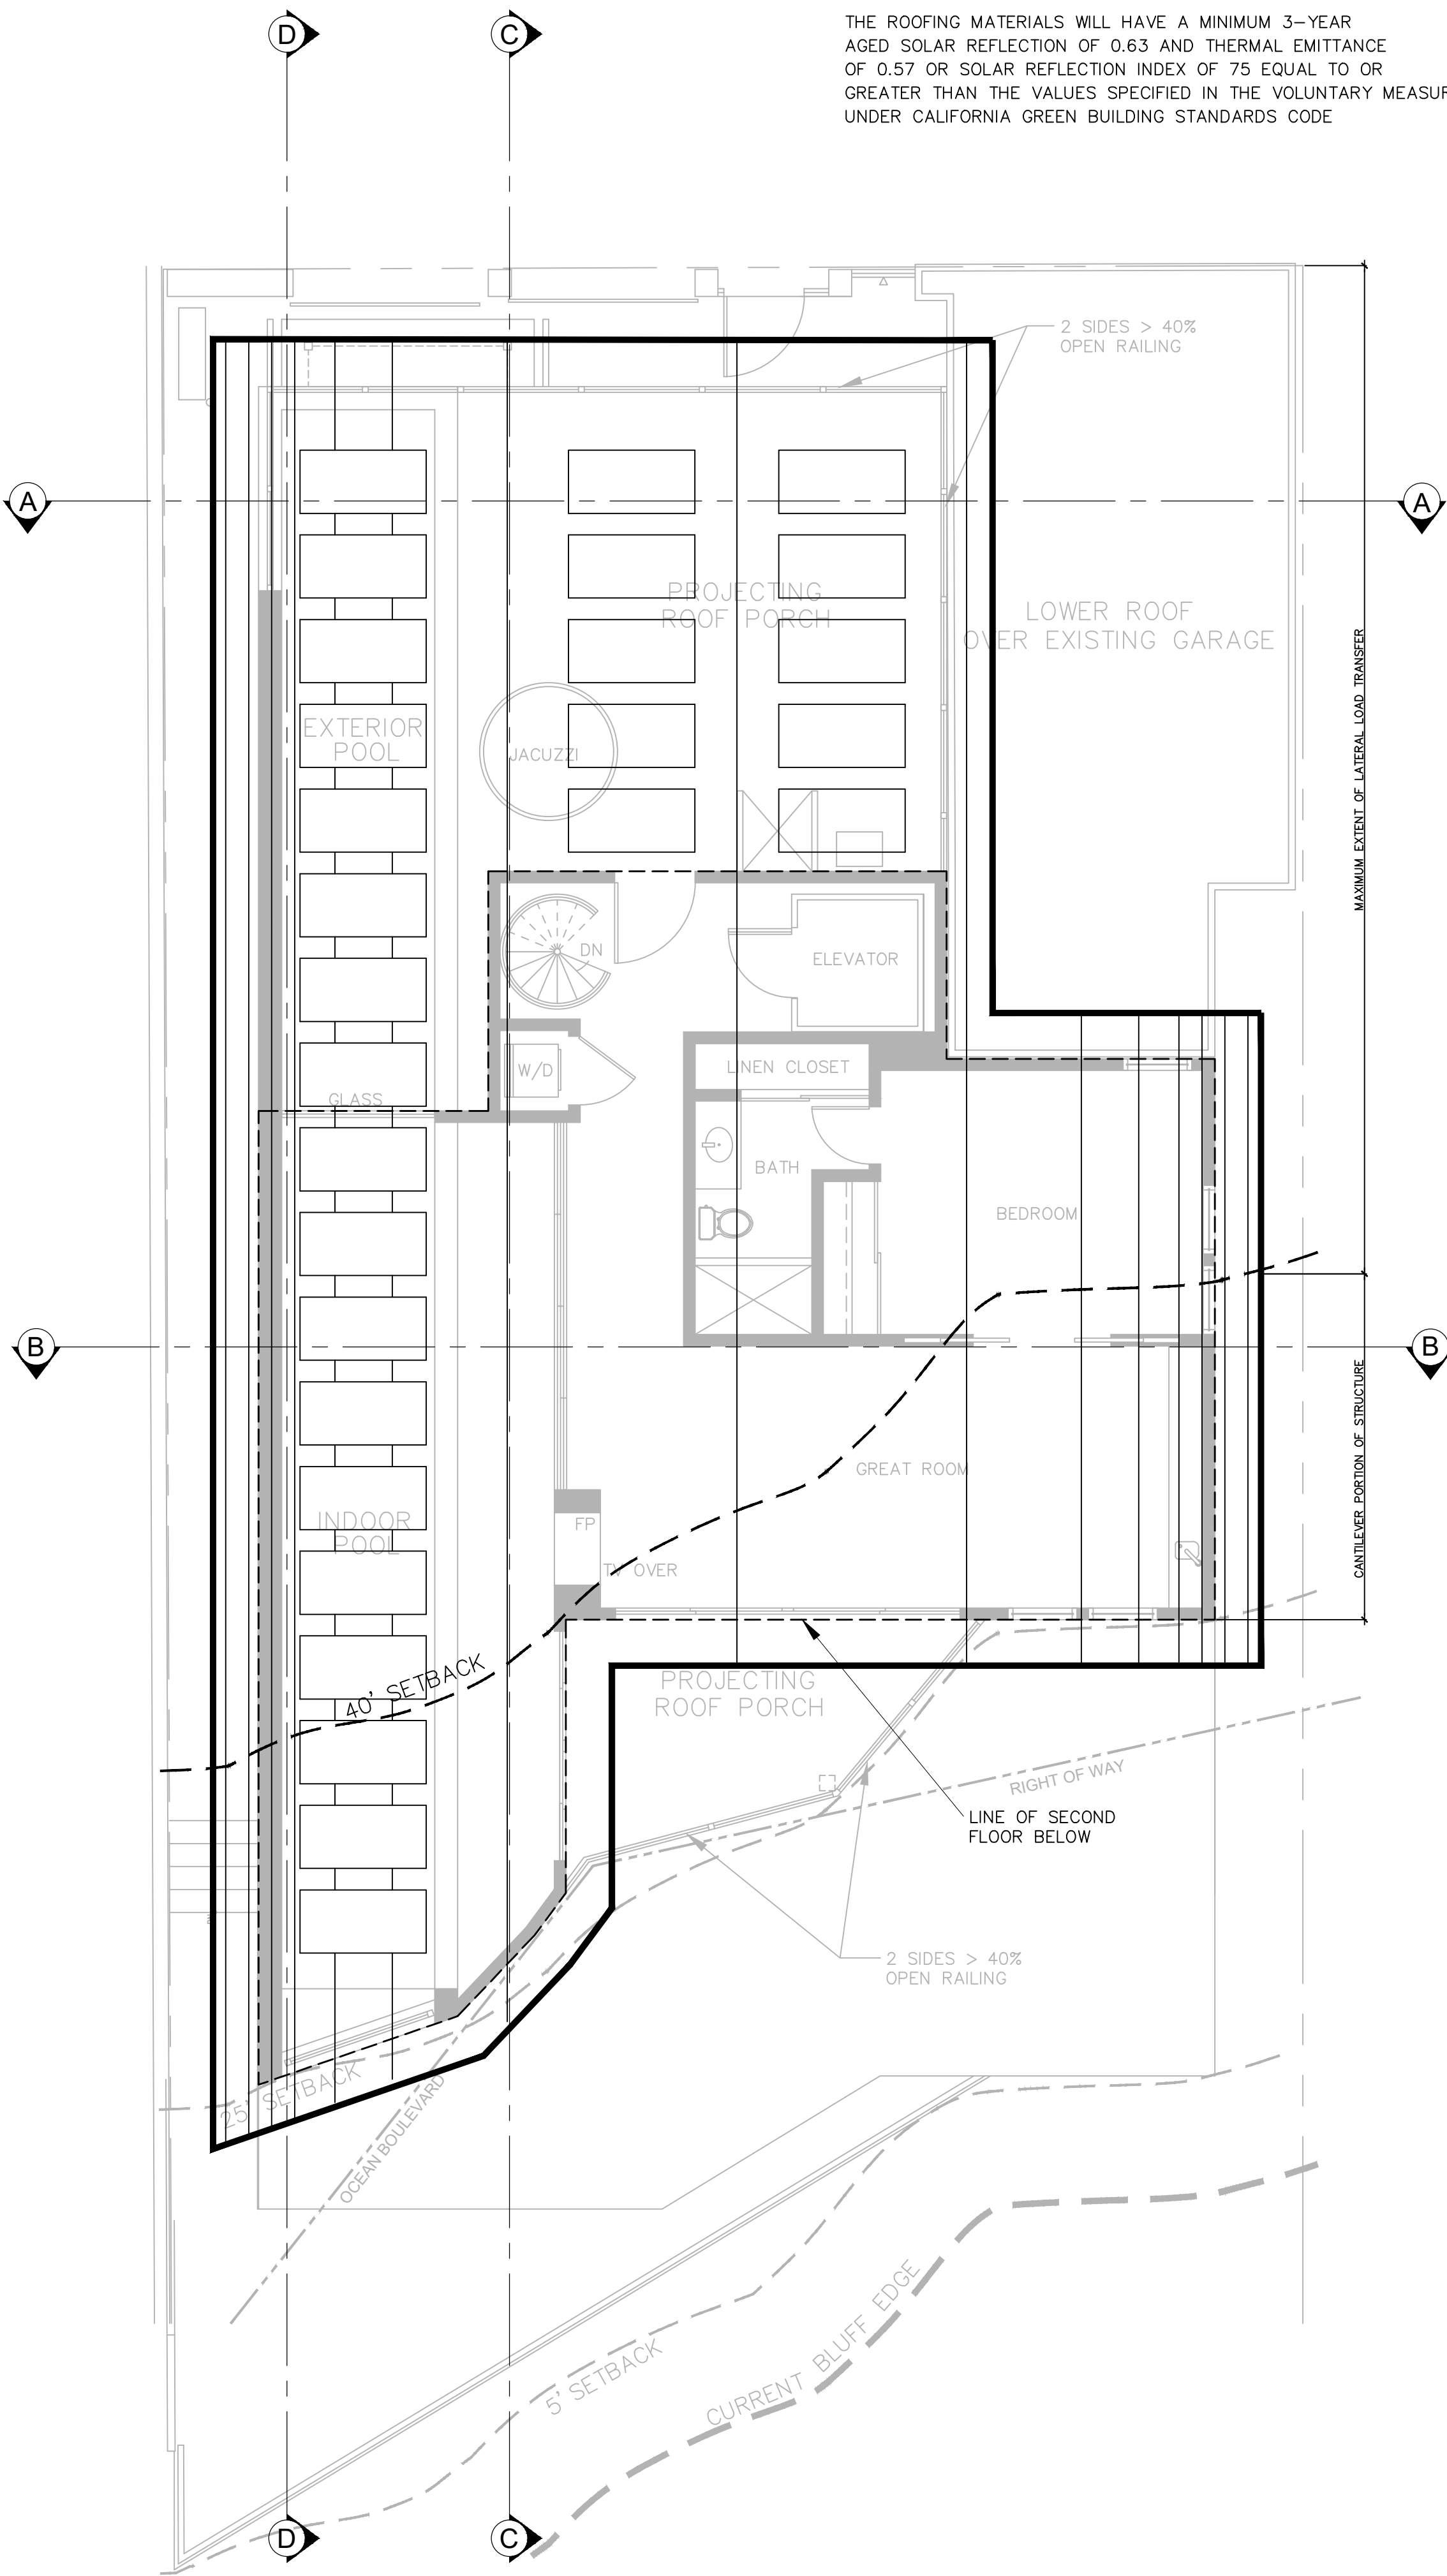 D
C
THE ROOFING MATERIALS WILL HAVE A MINIMUM 3-YEAR
AGED SOLAR REFLECTION OF 0.63 AND THERMAL EMITTANCE
OF 0.57 OR SOLAR REFLECTION INDEX OF 75 EQUAL TO OR
GREATER THAN THE VALUES SPECIFIED IN THE VOLUNTARY MEASUR
UNDER CALIFORNIA GREEN BUILDING STANDARDS CODE
2 SIDES > 40%
OPEN RAILING
A
A
PROJECTING
ROOF PORCH
LOWER ROOF
OVER EXISTING GARAGE
MAXIMUM EXTENT OF LATERAL LOAD TRANSFER
EXTERIOR
POOL
JACUZZI
DN
ELEVATOR
W/D
LINEN CLOSET
GLASS
BATH
BEDROOM
B
B
CANTILEVER PORTION OF STRUCTURE
GREAT ROOM
INDOOR
POOL
FP
TV OVER
40' SETBACK
PROJECTING
ROOF PORCH
RIGHT OF WAY
LINE OF SECOND
FLOOR BELOW
2 SIDES > 40%
OPEN RAILING
25' SETBACK
OCEAN BOULEVARD
5' SETBACK
CURRENT BLUFF EDGE
D
C